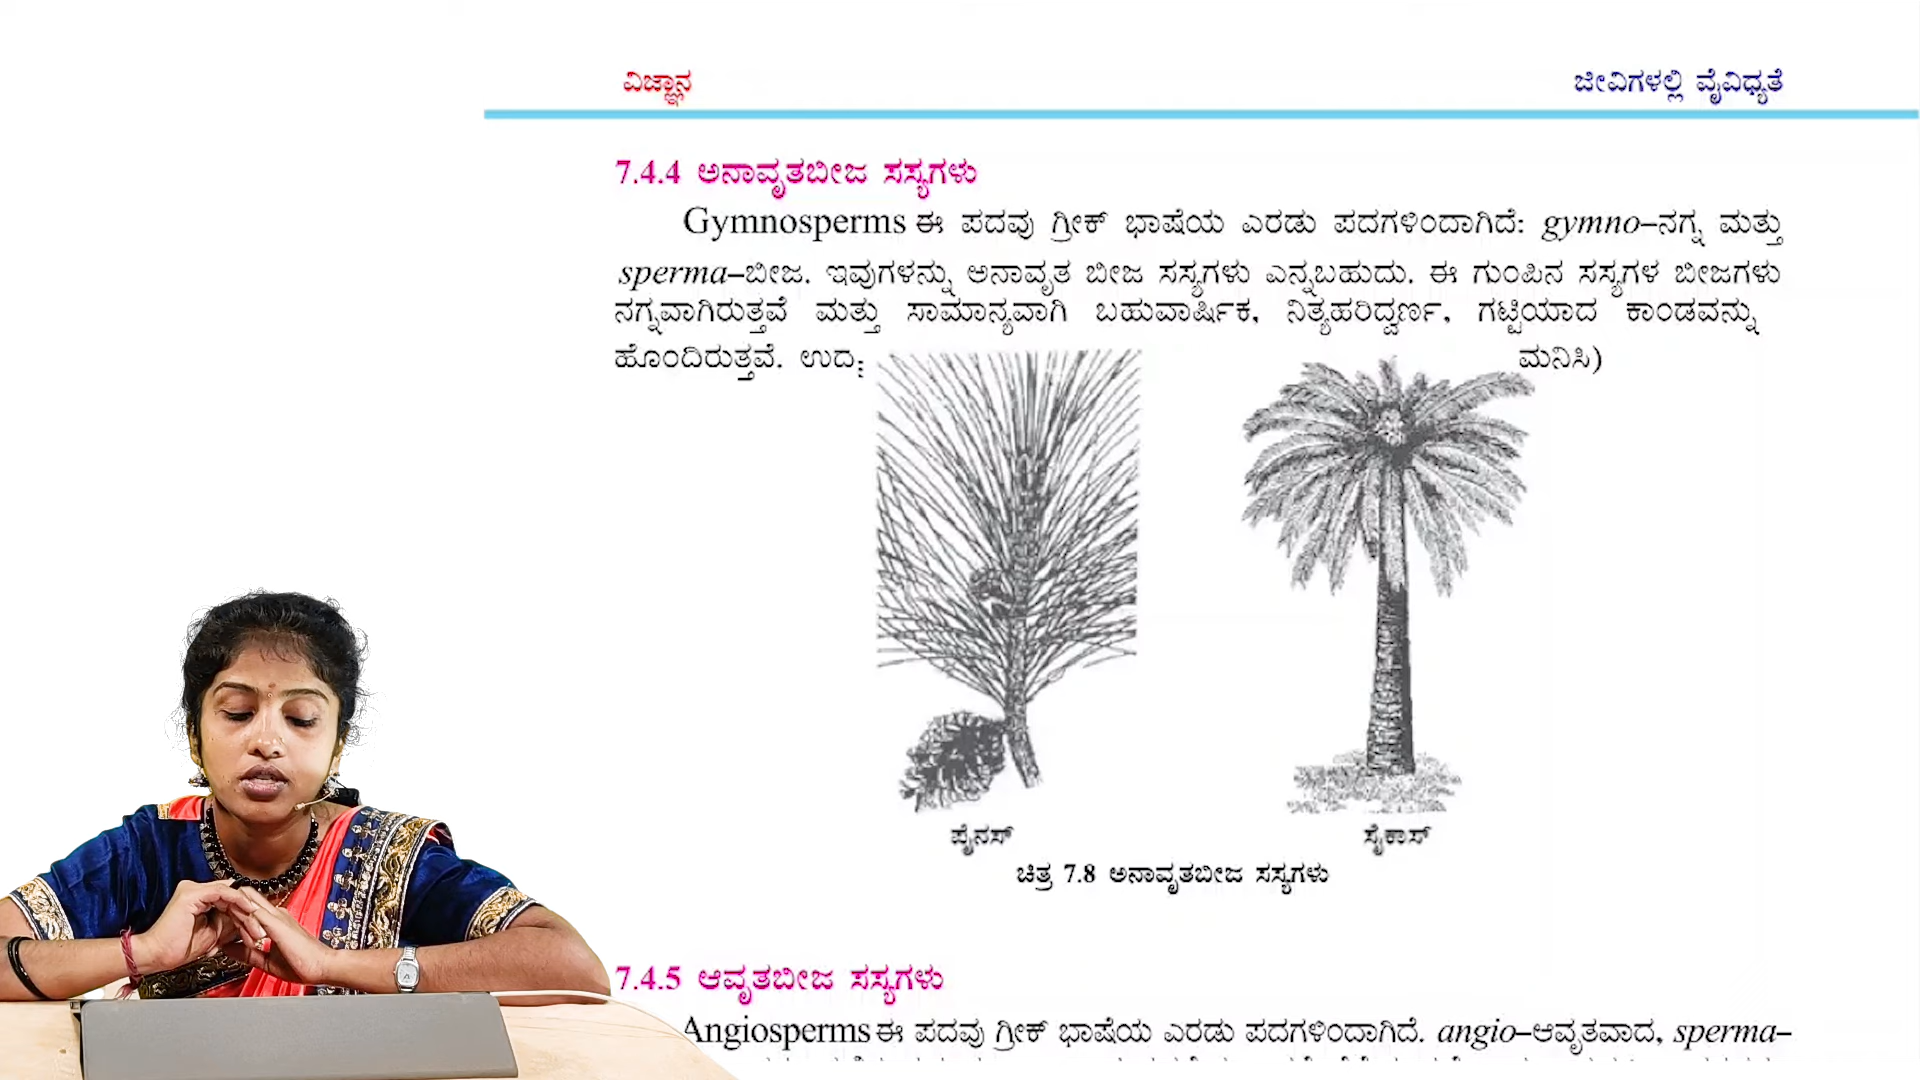 ವಿಜ್ಞಾನ
ಜೀವಿಗಳಲ್ಲಿ ವೈವಿಧ್ಯತೆ
7.4.4 ಅನಾವೃತಬೀಜ ಸಸ್ಯಗಳು
Gymnosperms ಈ ಪದವು ಗ್ರೀಕ್ ಭಾಷೆಯ ಎರಡು ಪದಗಳಿಂದಾಗಿದೆ: gymno–ನಗ್ನ ಮತ್ತು
sperma–ಬೀಜ. ಇವುಗಳನ್ನು ಅನಾವೃತ ಬೀಜ ಸಸ್ಯಗಳು ಎನ್ನಬಹುದು. ಈ ಗುಂಪಿನ ಸಸ್ಯಗಳ ಬೀಜಗಳು
ನಗ್ನವಾಗಿರುತ್ತವೆ ಮತ್ತು ಸಾಮಾನ್ಯವಾಗಿ ಬಹುವಾರ್ಷಿಕ, ನಿತ್ಯಹರಿದ್ವರ್ಣ, ಗಟ್ಟಿಯಾದ ಕಾಂಡವನ್ನು
ಹೊಂದಿರುತ್ತವೆ. ಉದ: ಮನಿಸಿ)
ಪೈನಸ್
ಸೈಕಾಸ್
ಚಿತ್ರ 7.8 ಅನಾವೃತಬೀಜ ಸಸ್ಯಗಳು
7.4.5 ಆವೃತಬೀಜ ಸಸ್ಯಗಳು
Angiosperms ಈ ಪದವು ಗ್ರೀಕ್ ಭಾಷೆಯ ಎರಡು ಪದಗಳಿಂದಾಗಿದೆ. angio–ಆವೃತವಾದ, sperma–